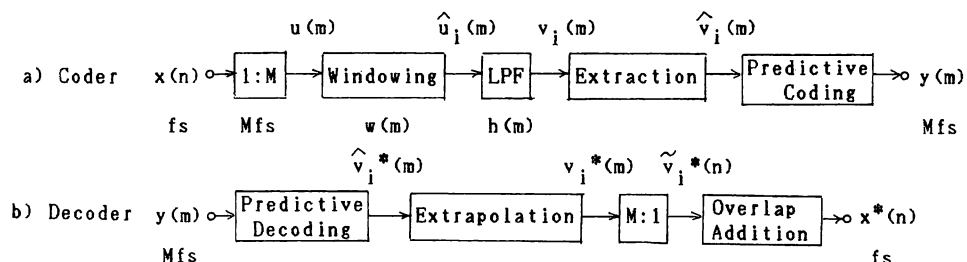 u(m) û_i(m) v_i(m) v̂_i(m)
a) Coder x(n) 1:M Windowing LPF Extraction Predictive Coding y(m)
fs Mfs w(m) h(m) Mfs
v̂_i*(m) v_i*(m) ṽ_i*(n)
b) Decoder y(m) Predictive Decoding Extrapolation M:1 Overlap Addition x*(n)
Mfs fs